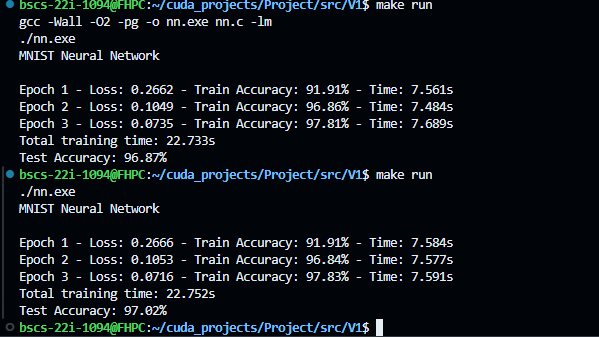 bscs-22i-1094@FHPC:~/cuda_projects/Project/src/V1$ make run
gcc -Wall -O2 -pg -o nn.exe nn.c -lm
./nn.exe
MNIST Neural Network
Epoch 1 - Loss: 0.2662 - Train Accuracy: 91.91% - Time: 7.561s
Epoch 2 - Loss: 0.1049 - Train Accuracy: 96.86% - Time: 7.484s
Epoch 3 - Loss: 0.0735 - Train Accuracy: 97.81% - Time: 7.689s
Total training time: 22.733s
Test Accuracy: 96.87%
bscs-22i-1094@FHPC:~/cuda_projects/Project/src/V1$ make run
./nn.exe
MNIST Neural Network
Epoch 1 - Loss: 0.2666 - Train Accuracy: 91.91% - Time: 7.584s
Epoch 2 - Loss: 0.1053 - Train Accuracy: 96.84% - Time: 7.577s
Epoch 3 - Loss: 0.0716 - Train Accuracy: 97.83% - Time: 7.591s
Total training time: 22.752s
Test Accuracy: 97.02%
bscs-22i-1094@FHPC:~/cuda_projects/Project/src/V1$